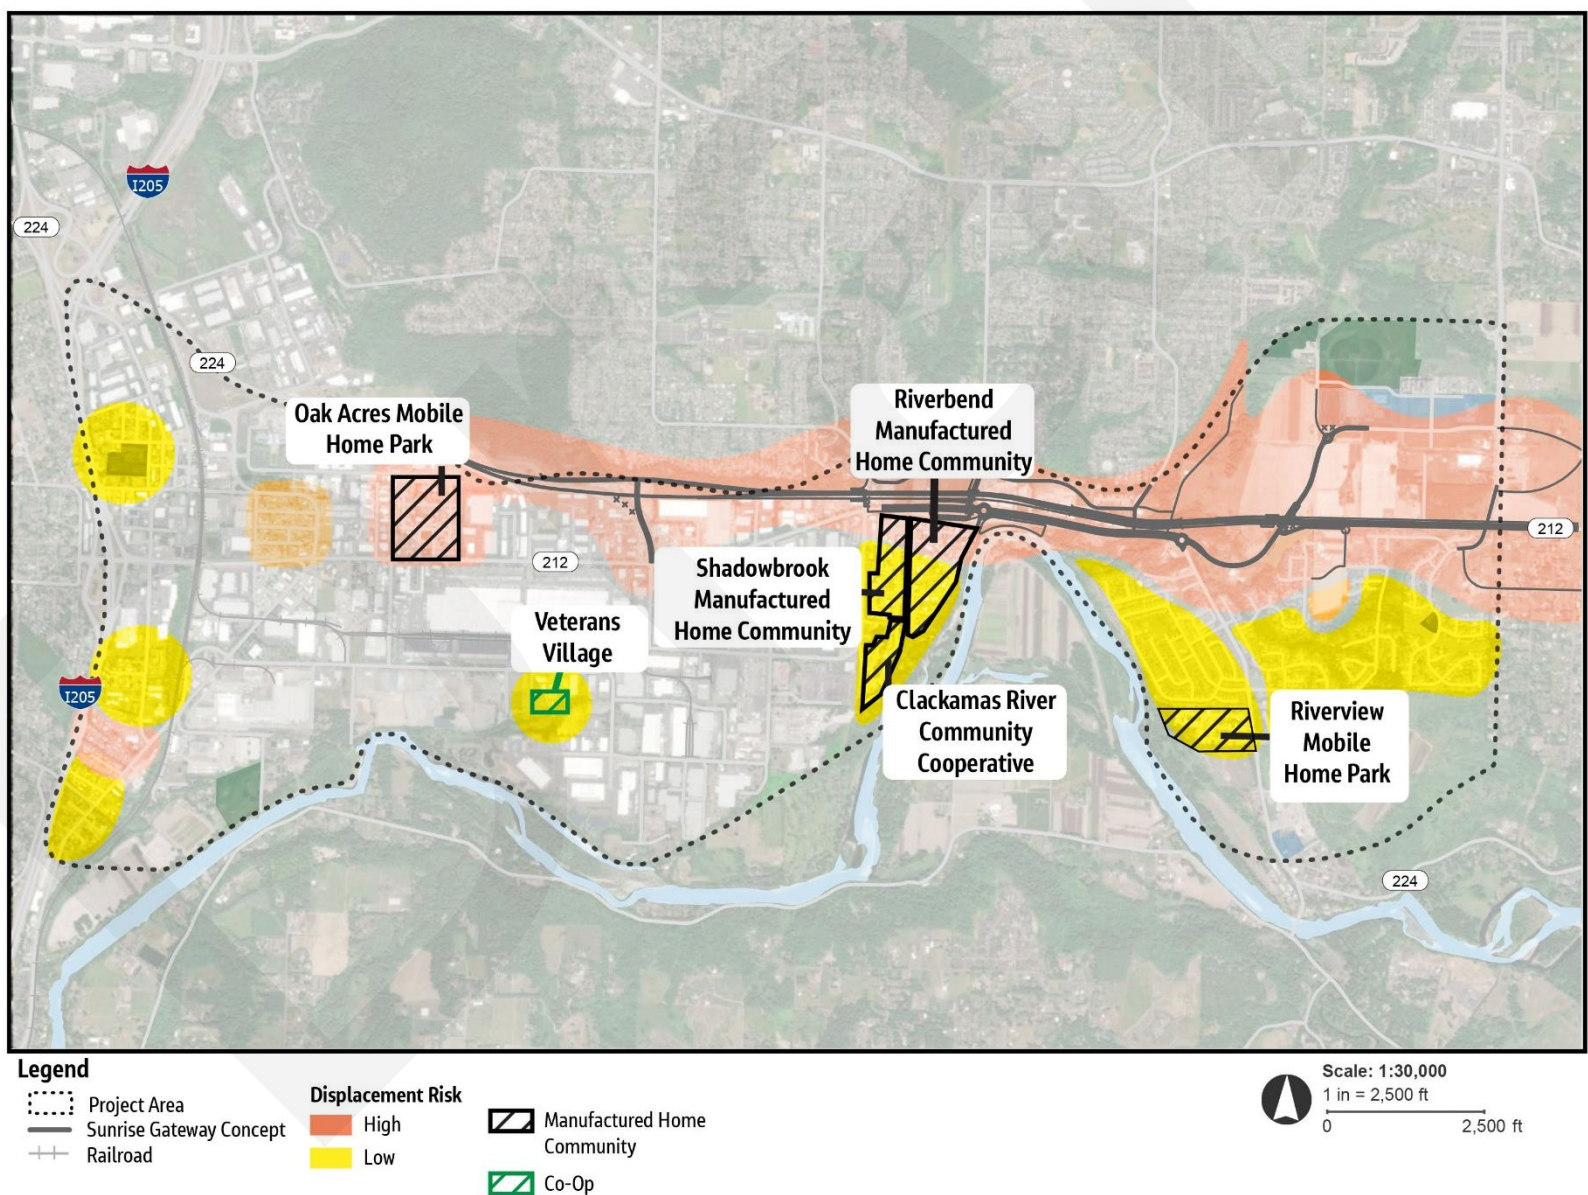 I205
224
224
Oak Acres Mobile
Home Park
Riverbend
Manufactured
Home Community
212
212
Shadowbrook
Manufactured
Home Community
Veterans
Village
I205
Clackamas River
Community
Cooperative
Riverview
Mobile
Home Park
224
Legend
Project Area
Sunrise Gateway Concept
Railroad
Displacement Risk
High
Low
Manufactured Home
Community
Co-Op
Scale: 1:30,000
1 in = 2,500 ft
0 2,500 ft